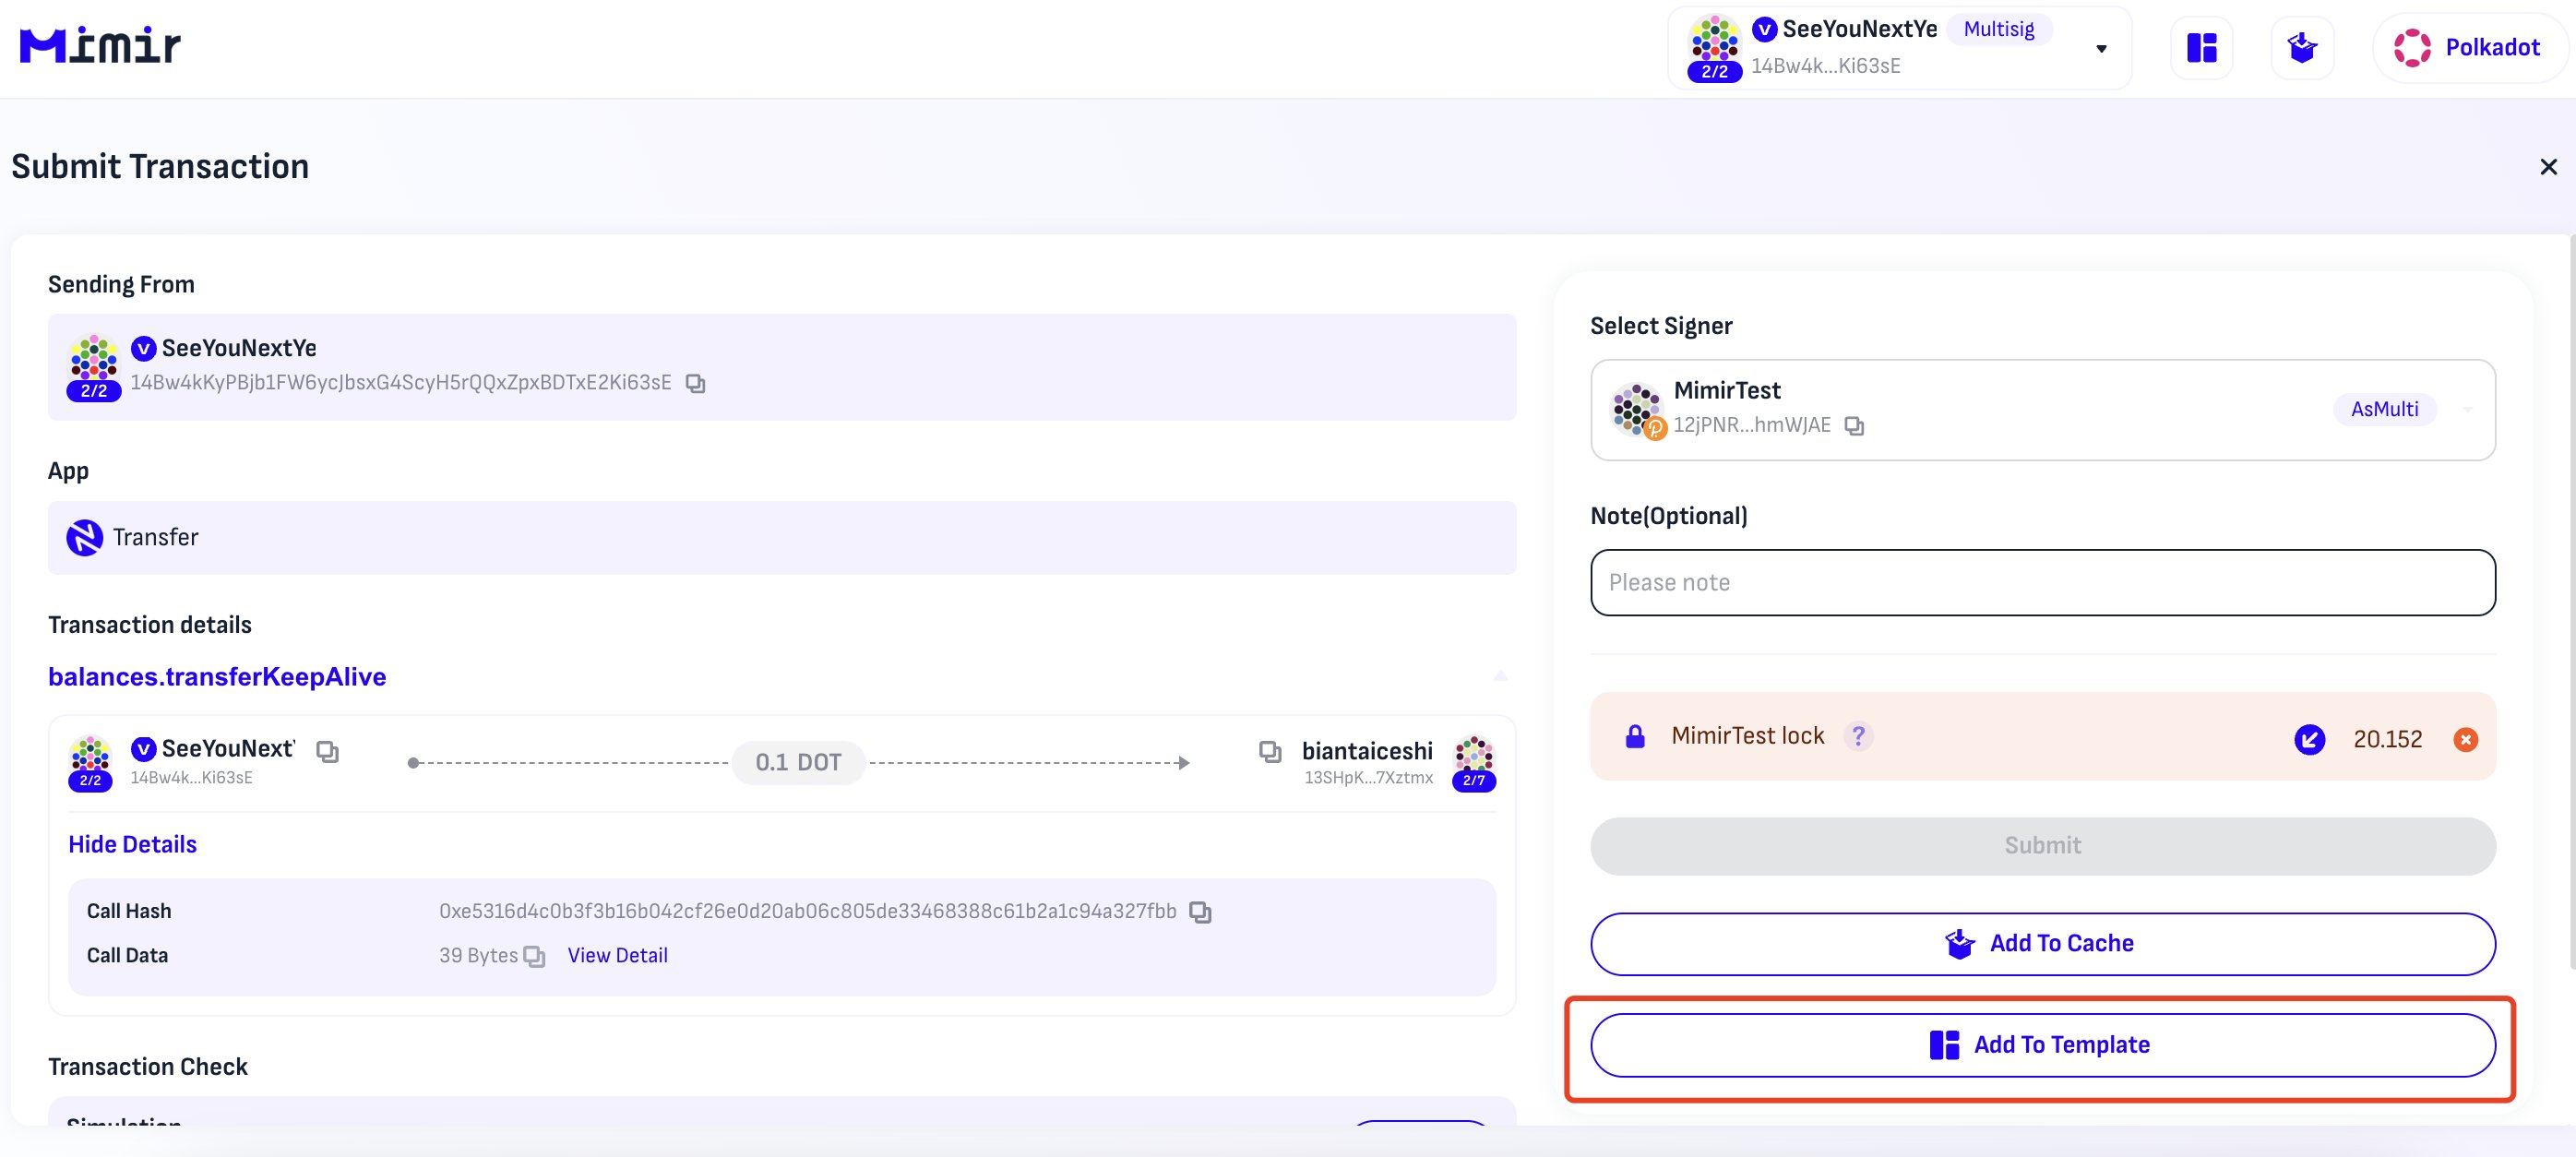 Mimir
SeeYouNextYe Multisig
2/2 14Bw4k...Ki63sE
Polkadot
Submit Transaction
Sending From
SeeYouNextYe
2/2 14Bw4kKyPBjb1FW6ycJbsxG4ScyH5rQQxZpxBDTxE2Ki63sE
App
Transfer
Transaction details
balances.transferKeepAlive
SeeYouNext
2/2 14Bw4k...Ki63sE
0.1 DOT
biantaiceshi
13SHpK...7Xztmx 2/7
Hide Details
Call Hash 0xe5316d4c0b3f3b16b042cf26e0d20ab06c805de33468388c61b2a1c94a327fbb
Call Data 39 Bytes View Detail
Transaction Check
Simulation
Select Signer
MimirTest
12jPNR...hmWJAE
AsMulti
Note(Optional)
Please note
MimirTest lock ? 20.152
Submit
Add To Cache
Add To Template